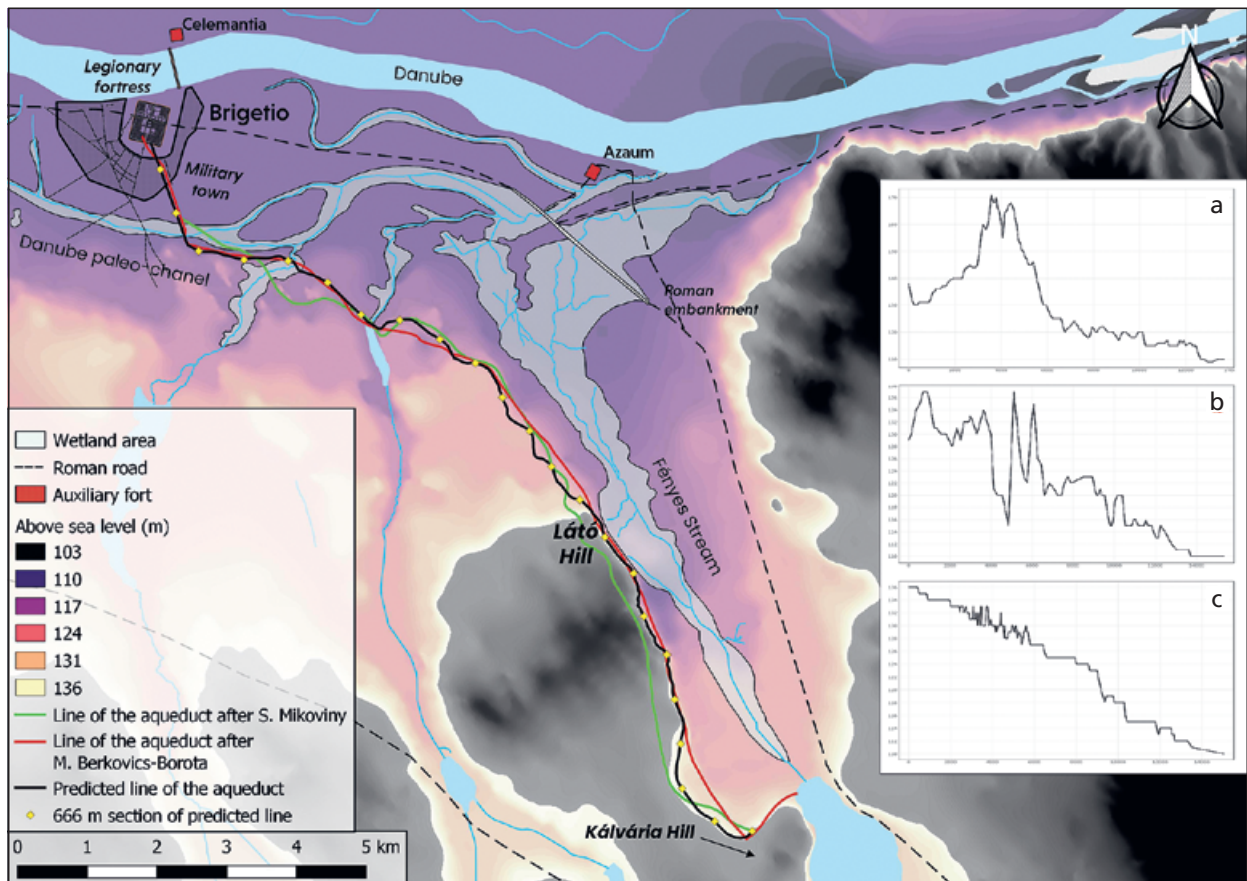 N
Celemantia
Legionary
fortress
Danube
Brigetio
Azaum
Military
town
Danube paleo-chanel
Roman
embankment
Fényes Stream
Látó
Hill
Kálvária Hill
Wetland area
Roman road
Auxiliary fort
Above sea level (m)
103
110
117
124
131
136
Line of the aqueduct after S. Mikoviny
Line of the aqueduct after
M. Berkovics-Borota
Predicted line of the aqueduct
666 m section of predicted line
0 1 2 3 4 5 km
a
b
c